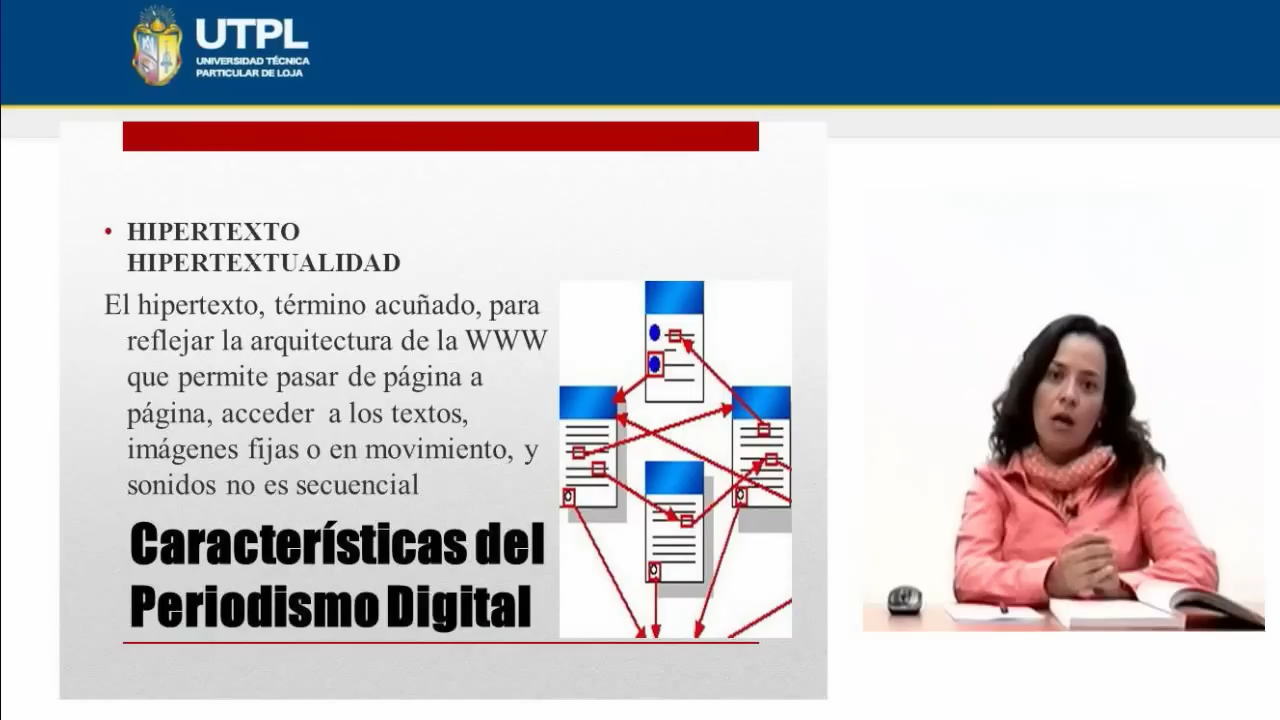 UTPL
UNIVERSIDAD TÉCNICA
PARTICULAR DE LOJA
• HIPERTEXTO
HIPERTEXTUALIDAD
El hipertexto, término acuñado, para
reflejar la arquitectura de la WWW
que permite pasar de página a
página, acceder a los textos,
imágenes fijas o en movimiento, y
sonidos no es secuencial
Características del
Periodismo Digital